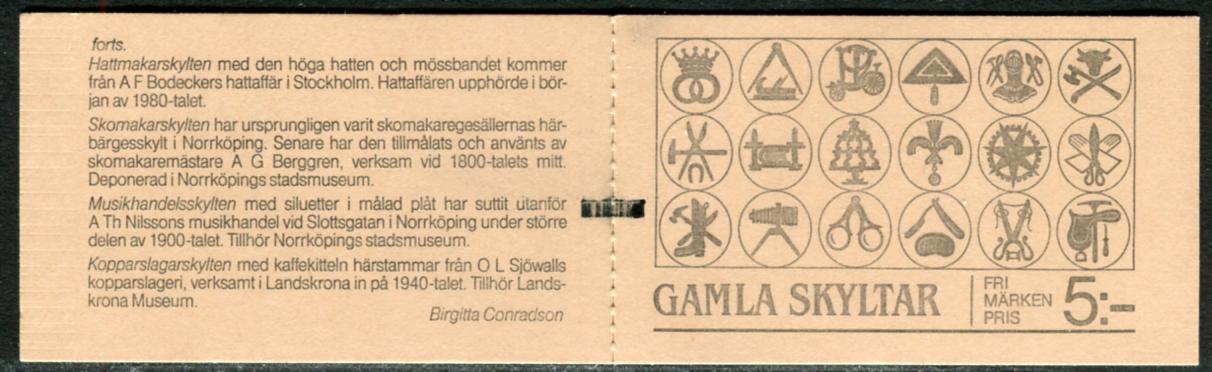 forts.
Hattmakarskylten med den höga hatten och mössbandet kommer
från A F Bodeckers hattaffär i Stockholm. Hattaffären upphörde i bör-
jan av 1980-talet.
Skomakarskylten har ursprungligen varit skomakaregesällernas här-
bärgesskylt i Norrköping. Senare har den tillmålats och använts av
skomakaremästare A G Berggren, verksam vid 1800-talets mitt.
Deponerad i Norrköpings stadsmuseum.
Musikhandelsskylten med siluetter i målad plåt har suttit utanför
A Th Nilssons musikhandel vid Slottsgatan i Norrköping under större
delen av 1900-talet. Tillhör Norrköpings stadsmuseum.
Kopparslagarskylten med kaffekitteln härstammar från O L Sjöwalls
kopparslageri, verksamt i Landskrona in på 1940-talet. Tillhör Lands-
krona Museum.
Birgitta Conradson
GAMLA SKYLTAR
FRI
MÄRKEN
PRIS
5:-